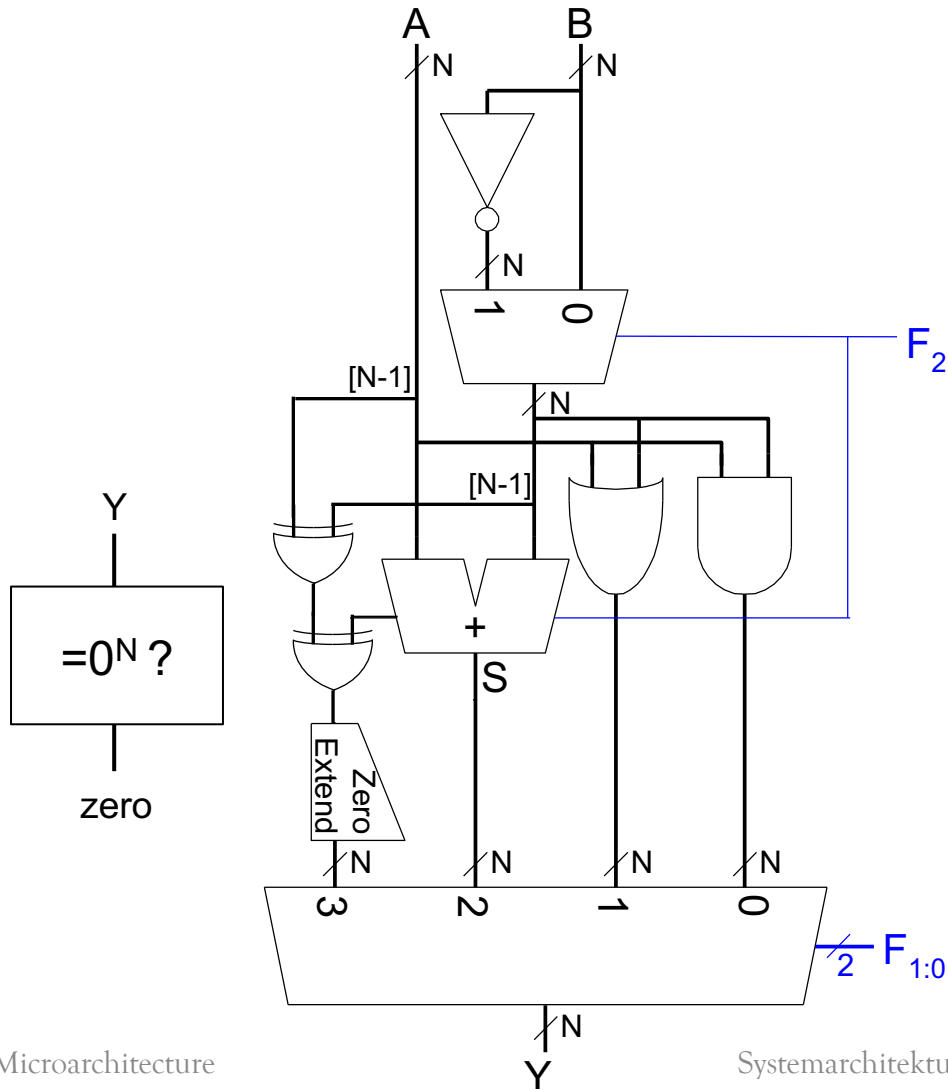 A B
N N
N
1 0
F2
[N-1]
N
[N-1]
Y
+
=0N ?
S
Zero
Extend
zero
N N N N
3 2 1 0
2 F1:0
N
Microarchitecture Systemarchitektu
Y